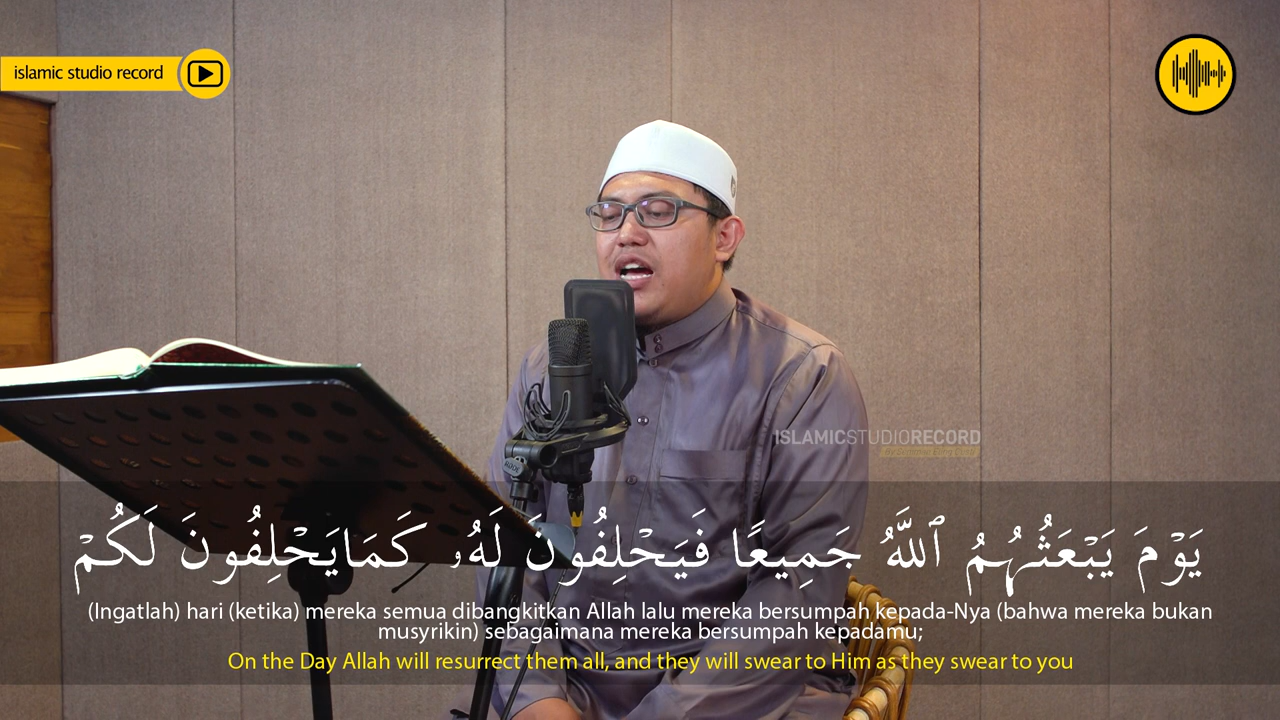 islamic studio record
ISLAMICSTUDIORECORD
يَوْمَ يَبْعَثُهُمُ ٱللَّهُ جَمِيعًا فَيَحْلِفُونَ لَهُۥ كَمَايَحْلِفُونَ لَكُمْ
(Ingatlah) hari (ketika) mereka semua dibangkitkan Allah lalu mereka bersumpah kepada-Nya (bahwa mereka bukan
musyrikin) sebagaimana mereka bersumpah kepadamu;
On the Day Allah will resurrect them all, and they will swear to Him as they swear to you